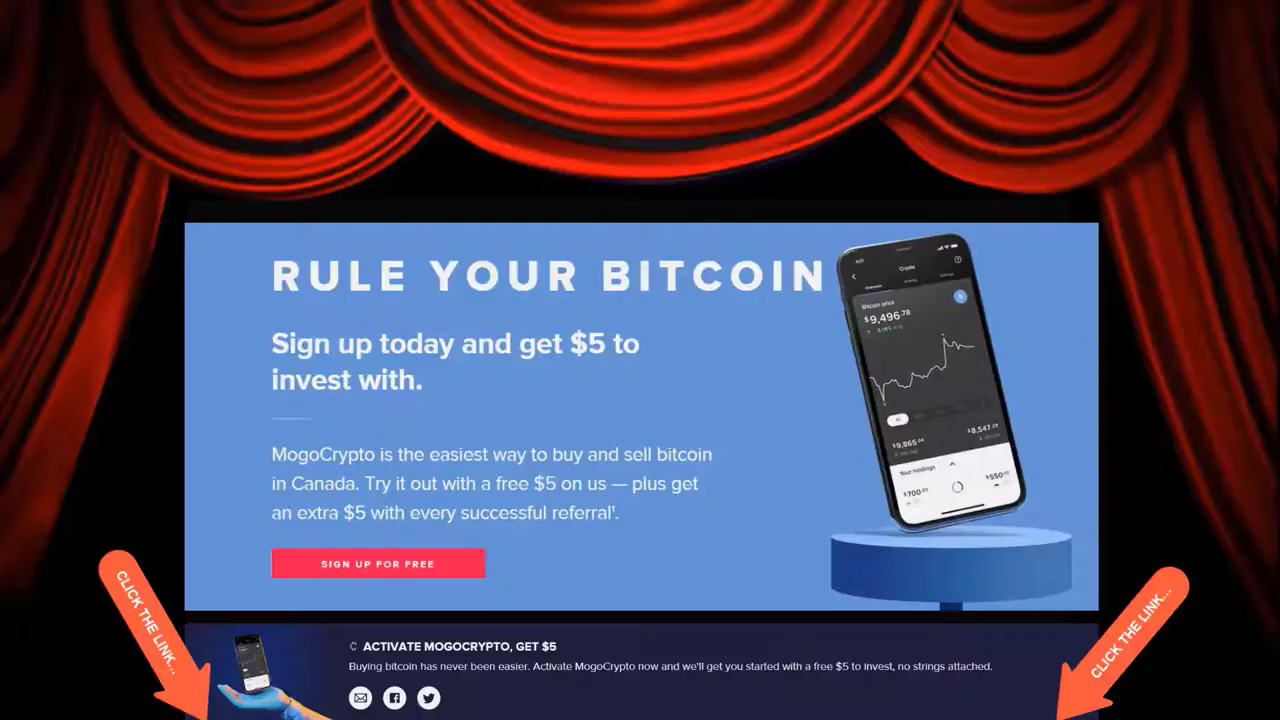 RULE YOUR BITCOIN
Sign up today and get $5 to
invest with.
MogoCrypto is the easiest way to buy and sell bitcoin
in Canada. Try it out with a free $5 on us — plus get
an extra $5 with every successful referral¹.
SIGN UP FOR FREE
Crypto
Bitcoin price
$9,496.78
$9,865.04
$8,547.29
Your holdings
$700
$550
CLICK THE LINK...
CLICK THE LINK...
ACTIVATE MOGOCRYPTO, GET $5
Buying bitcoin has never been easier. Activate MogoCrypto now and we'll get you started with a free $5 to invest, no strings attached.